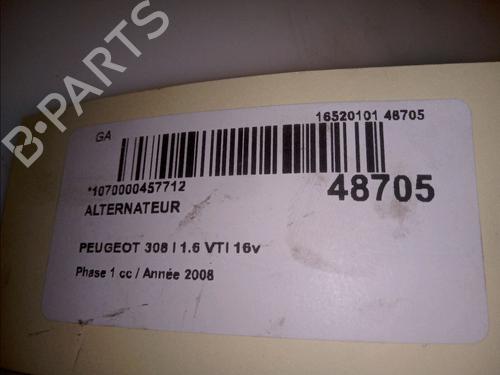 B-PARTS
GA
16520101 48705
*1070000457712
48705
ALTERNATEUR
PEUGEOT 308 I 1.6 VTI 16v
Phase 1 cc / Année 2008